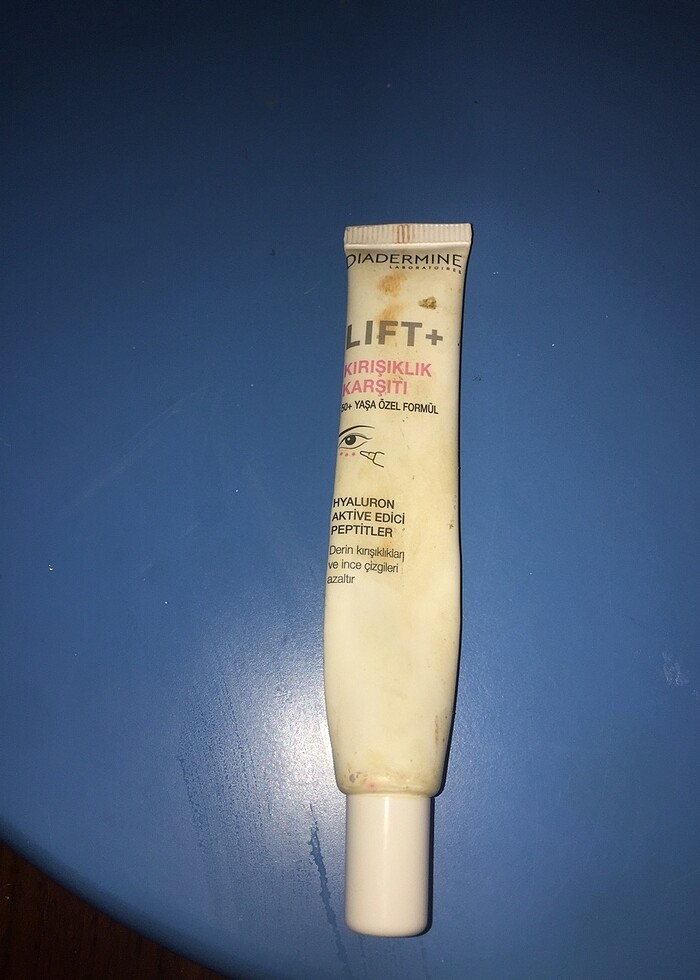 DIADERMINE
LABORATOIRES
LIFT+
KIRIŞIKLIK
KARŞITI
50+ YAŞA ÖZEL FORMÜL
HYALURON
AKTİVE EDİCİ
PEPTİTLER
Derin kırışıklıkları
ve ince çizgileri
azaltır